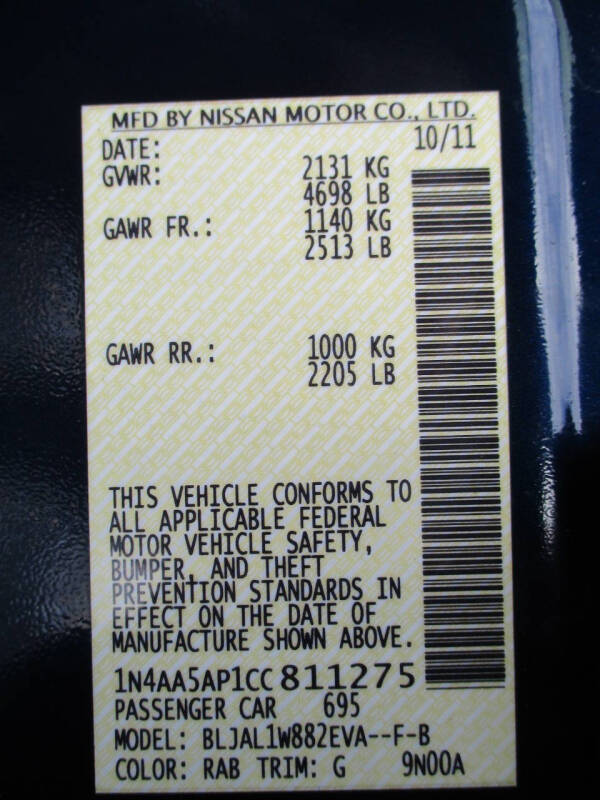 MFD BY NISSAN MOTOR CO., LTD.
DATE: 10/11
GVWR: 2131 KG
4698 LB
GAWR FR.: 1140 KG
2513 LB
GAWR RR.: 1000 KG
2205 LB
THIS VEHICLE CONFORMS TO
ALL APPLICABLE FEDERAL
MOTOR VEHICLE SAFETY,
BUMPER, AND THEFT
PREVENTION STANDARDS IN
EFFECT ON THE DATE OF
MANUFACTURE SHOWN ABOVE.
1N4AA5AP1CC811275
PASSENGER CAR 695
MODEL: BLJAL1W882EVA--F-B
COLOR: RAB TRIM: G 9N00A